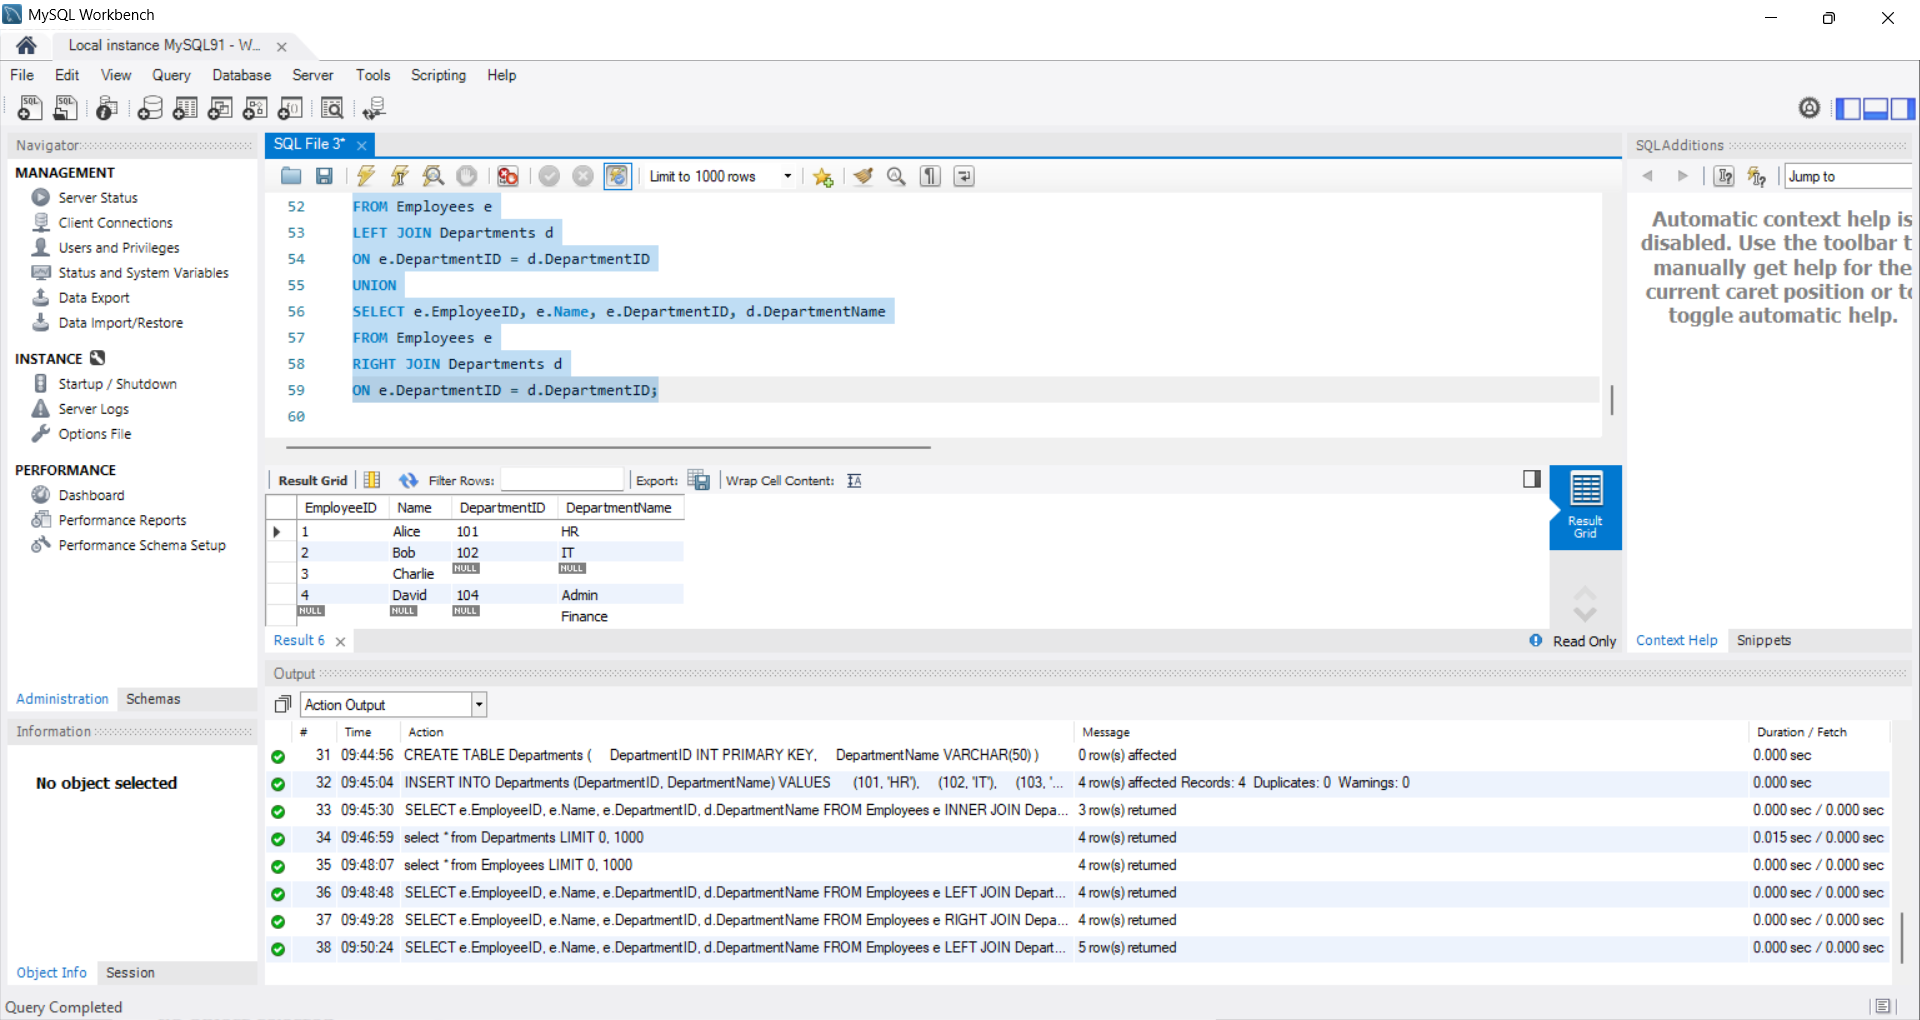 MySQL Workbench
Local instance MySQL91 - W...
File Edit View Query Database Server Tools Scripting Help
Navigator
MANAGEMENT
Server Status
Client Connections
Users and Privileges
Status and System Variables
Data Export
Data Import/Restore
INSTANCE
Startup / Shutdown
Server Logs
Options File
PERFORMANCE
Dashboard
Performance Reports
Performance Schema Setup
Administration Schemas
Information
No object selected
Object Info Session
SQL File 3*
Limit to 1000 rows
52 FROM Employees e
53 LEFT JOIN Departments d
54 ON e.DepartmentID = d.DepartmentID
55 UNION
56 SELECT e.EmployeeID, e.Name, e.DepartmentID, d.DepartmentName
57 FROM Employees e
58 RIGHT JOIN Departments d
59 ON e.DepartmentID = d.DepartmentID;
60
Result Grid Filter Rows: Export: Wrap Cell Content:
EmployeeID Name DepartmentID DepartmentName
1 Alice 101 HR
2 Bob 102 IT
3 Charlie NULL NULL
4 David 104 Admin
NULL NULL NULL Finance
Result Grid
Result 6
Read Only
SQLAdditions
Jump to
Automatic context help is
disabled. Use the toolbar t
manually get help for the
current caret position or to
toggle automatic help.
Context Help Snippets
Output
Action Output
# Time Action Message Duration / Fetch
31 09:44:56 CREATE TABLE Departments ( DepartmentID INT PRIMARY KEY, DepartmentName VARCHAR(50) ) 0 row(s) affected 0.000 sec
32 09:45:04 INSERT INTO Departments (DepartmentID, DepartmentName) VALUES (101, 'HR'), (102, 'IT'), (103, '... 4 row(s) affected Records: 4 Duplicates: 0 Warnings: 0 0.000 sec
33 09:45:30 SELECT e.EmployeeID, e.Name, e.DepartmentID, d.DepartmentName FROM Employees e INNER JOIN Depa... 3 row(s) returned 0.000 sec / 0.000 sec
34 09:46:59 select * from Departments LIMIT 0, 1000 4 row(s) returned 0.015 sec / 0.000 sec
35 09:48:07 select * from Employees LIMIT 0, 1000 4 row(s) returned 0.000 sec / 0.000 sec
36 09:48:48 SELECT e.EmployeeID, e.Name, e.DepartmentID, d.DepartmentName FROM Employees e LEFT JOIN Depart... 4 row(s) returned 0.000 sec / 0.000 sec
37 09:49:28 SELECT e.EmployeeID, e.Name, e.DepartmentID, d.DepartmentName FROM Employees e RIGHT JOIN Depa... 4 row(s) returned 0.000 sec / 0.000 sec
38 09:50:24 SELECT e.EmployeeID, e.Name, e.DepartmentID, d.DepartmentName FROM Employees e LEFT JOIN Depart... 5 row(s) returned 0.000 sec / 0.000 sec
Query Completed